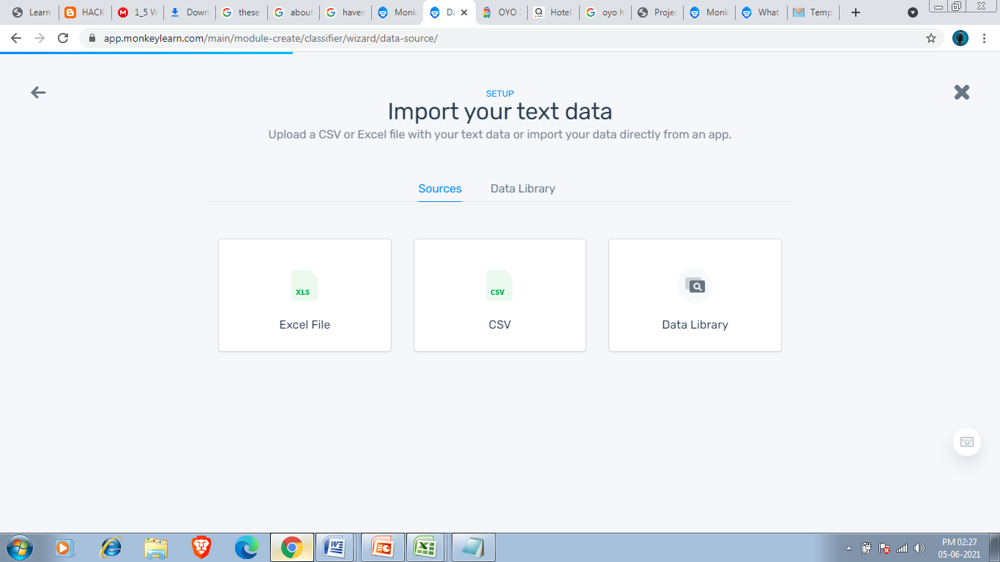 Learn
HACK
1_5 W
Down
these
about
haven
Monk
Da
OYO
Hotel
oyo h
Projec
Monk
What
Temp
app.monkeylearn.com/main/module-create/classifier/wizard/data-source/
SETUP
Import your text data
Upload a CSV or Excel file with your text data or import your data directly from an app.
Sources
Data Library
XLS
CSV
Excel File
CSV
Data Library
PM 02:27
05-06-2021